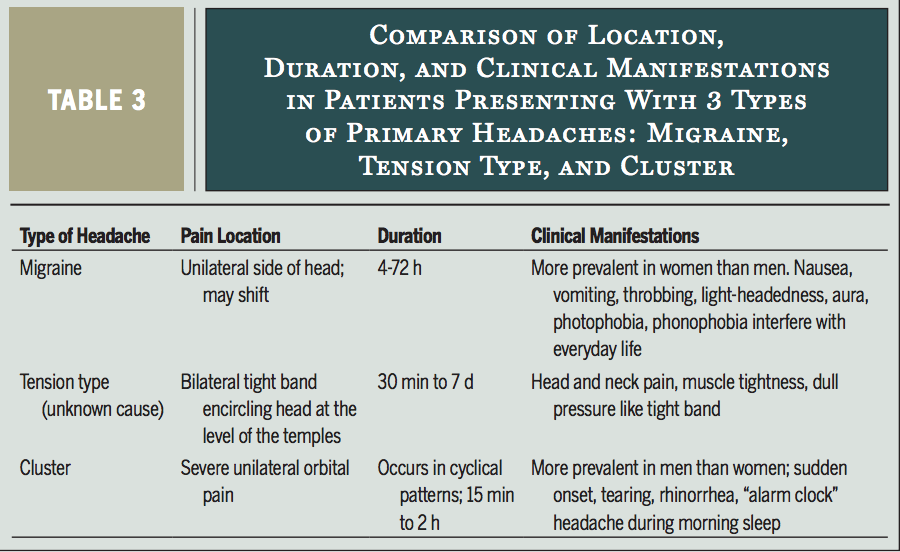 TABLE 3
Comparison of Location,
Duration, and Clinical Manifestations
in Patients Presenting With 3 Types
of Primary Headaches: Migraine,
Tension Type, and Cluster
Type of Headache Pain Location Duration Clinical Manifestations
Migraine Unilateral side of head; 4-72 h More prevalent in women than men. Nausea,
may shift vomiting, throbbing, light-headedness, aura,
photophobia, phonophobia interfere with
everyday life
Tension type Bilateral tight band 30 min to 7 d Head and neck pain, muscle tightness, dull
(unknown cause) encircling head at the pressure like tight band
level of the temples
Cluster Severe unilateral orbital Occurs in cyclical More prevalent in men than women; sudden
pain patterns; 15 min onset, tearing, rhinorrhea, “alarm clock”
to 2 h headache during morning sleep